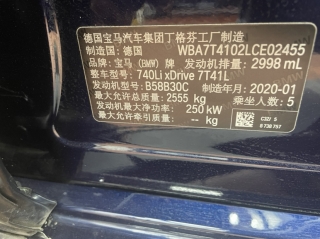 德国宝马汽车集团丁格芬工厂制造
制造国: 德国 WBA7T4102LCE02455
品牌: 宝马 (BMW) 牌 发动机排量: 2998 mL
整车型号: 740Li xDrive 7T41L
发动机型号: B58B30C 制造年月: 2020-01
最大允许总质量: 2555 kg 乘坐人数: 5
发动机最大净功率: 250 kW
最大允许牵引质量: -- kg